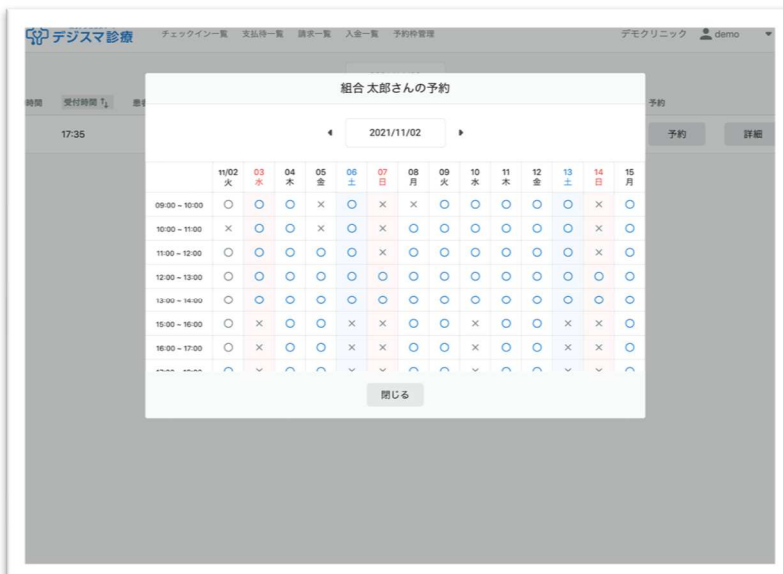 デジスマ診療 チェックイン一覧 支払待一覧 請求一覧 入金一覧 予約枠管理 デモクリニック demo ▼
時間 受付時間 患者 予約
17:35 予約 詳細
組合 太郎さんの予約
◀ 2021/11/02 ▶
11/02 03 04 05 06 07 08 09 10 11 12 13 14 15
火 水 木 金 土 日 月 火 水 木 金 土 日 月
09:00 ~ 10:00 ○ ○ ○ × ○ × × ○ ○ ○ ○ ○ × ○
10:00 ~ 11:00 × ○ ○ × ○ × ○ ○ ○ ○ ○ ○ × ○
11:00 ~ 12:00 ○ ○ ○ ○ ○ × ○ ○ ○ ○ ○ ○ × ○
12:00 ~ 13:00 ○ ○ ○ ○ ○ ○ ○ ○ ○ ○ ○ ○ ○ ○
13:00 ~ 14:00 ○ ○ ○ ○ ○ ○ ○ ○ ○ ○ ○ ○ ○ ○
15:00 ~ 16:00 ○ × ○ ○ × × ○ ○ × ○ ○ × × ○
16:00 ~ 17:00 ○ × ○ ○ × × ○ ○ × ○ ○ × × ○
閉じる